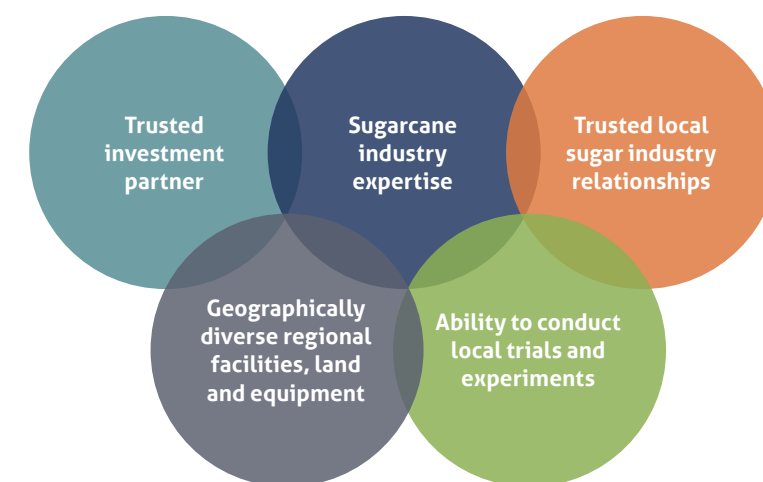 Trusted
investment
partner
Sugarcane
industry
expertise
Trusted local
sugar industry
relationships
Geographically
diverse regional
facilities, land
and equipment
Ability to conduct
local trials and
experiments